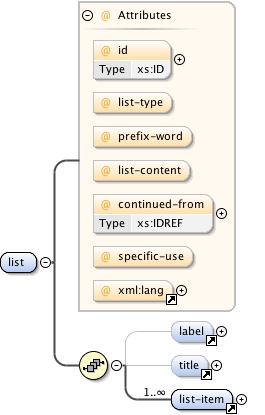 Attributes
@ id
Type xs:ID
@ list-type
@ prefix-word
@ list-content
@ continued-from
Type xs:IDREF
@ specific-use
@ xml:lang
list
label
title
1..∞
list-item